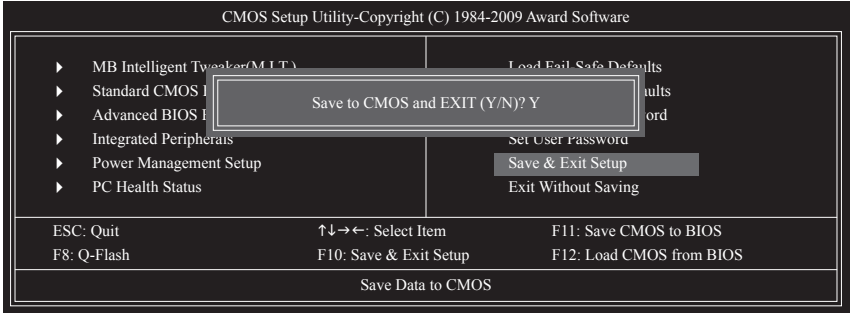 CMOS Setup Utility-Copyright (C) 1984-2009 Award Software
MB Intelligent Tweaker(M.I.T.)
Standard CMOS
Advanced BIOS
Integrated Peripherals
Power Management Setup
PC Health Status
Load Fail-Safe Defaults
Set User Password
Save & Exit Setup
Exit Without Saving
Save to CMOS and EXIT (Y/N)? Y
ESC: Quit
↑↓→←: Select Item
F11: Save CMOS to BIOS
F8: Q-Flash
F10: Save & Exit Setup
F12: Load CMOS from BIOS
Save Data to CMOS